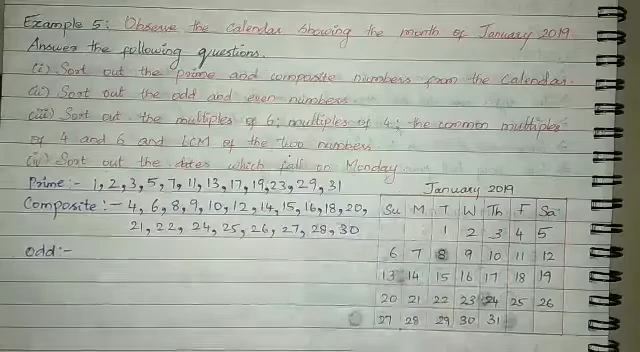 Example 5: Observe the calendar showing the month of January 2019.
Answer the following questions.
(i) Sort out the prime and composite numbers from the calendar.
(ii) Sort out the odd and even numbers.
(iii) Sort out the multiples of 6; multiples of 4; the common multiples
of 4 and 6 and LCM of the two numbers.
(iv) Sort out the dates which fall on Monday.
Prime:- 1, 2, 3, 5, 7, 11, 13, 17, 19, 23, 29, 31
Composite:- 4, 6, 8, 9, 10, 12, 14, 15, 16, 18, 20,
21, 22, 24, 25, 26, 27, 28, 30
Odd:-
January 2019
Su M T W Th F Sa
1 2 3 4 5
6 7 8 9 10 11 12
13 14 15 16 17 18 19
20 21 22 23 24 25 26
27 28 29 30 31